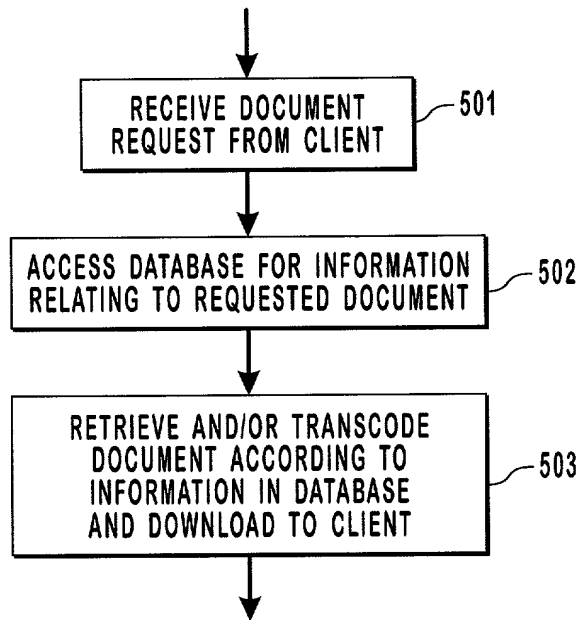 RECEIVE DOCUMENT
REQUEST FROM CLIENT
501
ACCESS DATABASE FOR INFORMATION
RELATING TO REQUESTED DOCUMENT
502
RETRIEVE AND/OR TRANSCODE
DOCUMENT ACCORDING TO
INFORMATION IN DATABASE
AND DOWNLOAD TO CLIENT
503